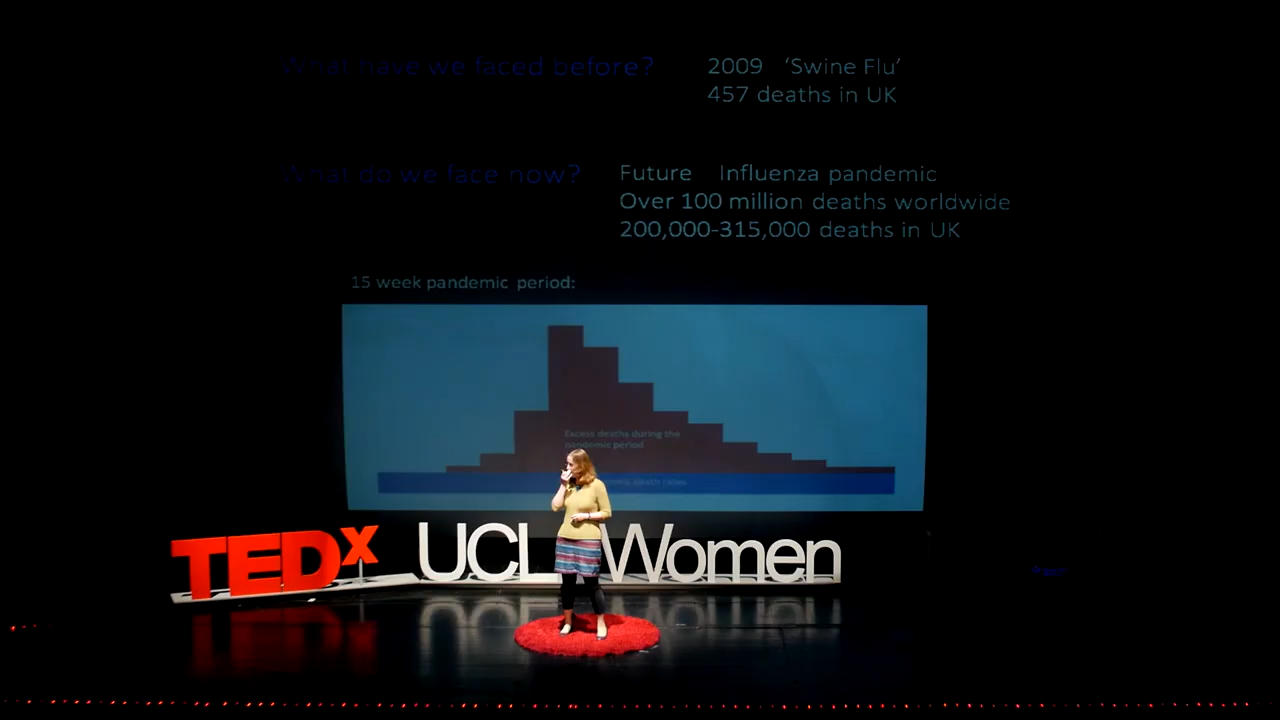 What have we faced before?
2009 'Swine Flu'
457 deaths in UK
What do we face now?
Future Influenza pandemic
Over 100 million deaths worldwide
200,000-315,000 deaths in UK
15 week pandemic period:
Excess deaths during the
pandemic period
death rates
TEDx UCL Women